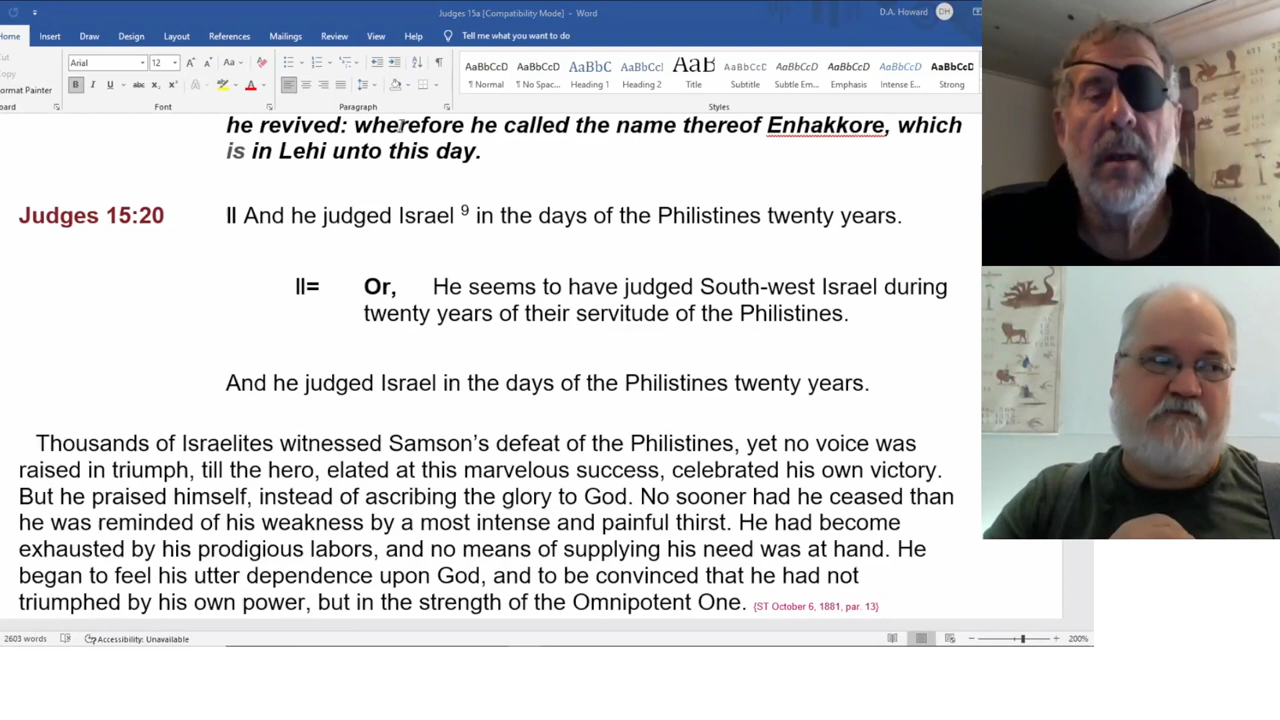 Judges 15a [Compatibility Mode] - Word
D.A. Howard
DH
Home Insert Draw Design Layout References Mailings Review View Help Tell me what you want to do
Cut
Copy
Format Painter
Arial 12
Aa
AaBbCcD AaBbCcD AaBbC AaBbCcI AaB AaBbCcD AaBbCcD AaBbCcD AaBbCcD AaBbCcD
¶ Normal ¶ No Spac... Heading 1 Heading 2 Title Subtitle Subtle Em... Emphasis Intense E... Strong
oard Font Paragraph Styles
he revived: wherefore he called the name thereof Enhakkore, which
is in Lehi unto this day.
Judges 15:20 ll And he judged Israel 9 in the days of the Philistines twenty years.
ll= Or, He seems to have judged South-west Israel during
twenty years of their servitude of the Philistines.
And he judged Israel in the days of the Philistines twenty years.
Thousands of Israelites witnessed Samson’s defeat of the Philistines, yet no voice was
raised in triumph, till the hero, elated at this marvelous success, celebrated his own victory.
But he praised himself, instead of ascribing the glory to God. No sooner had he ceased than
he was reminded of his weakness by a most intense and painful thirst. He had become
exhausted by his prodigious labors, and no means of supplying his need was at hand. He
began to feel his utter dependence upon God, and to be convinced that he had not
triumphed by his own power, but in the strength of the Omnipotent One. {ST October 6, 1881, par. 13}
2603 words Accessibility: Unavailable 200%